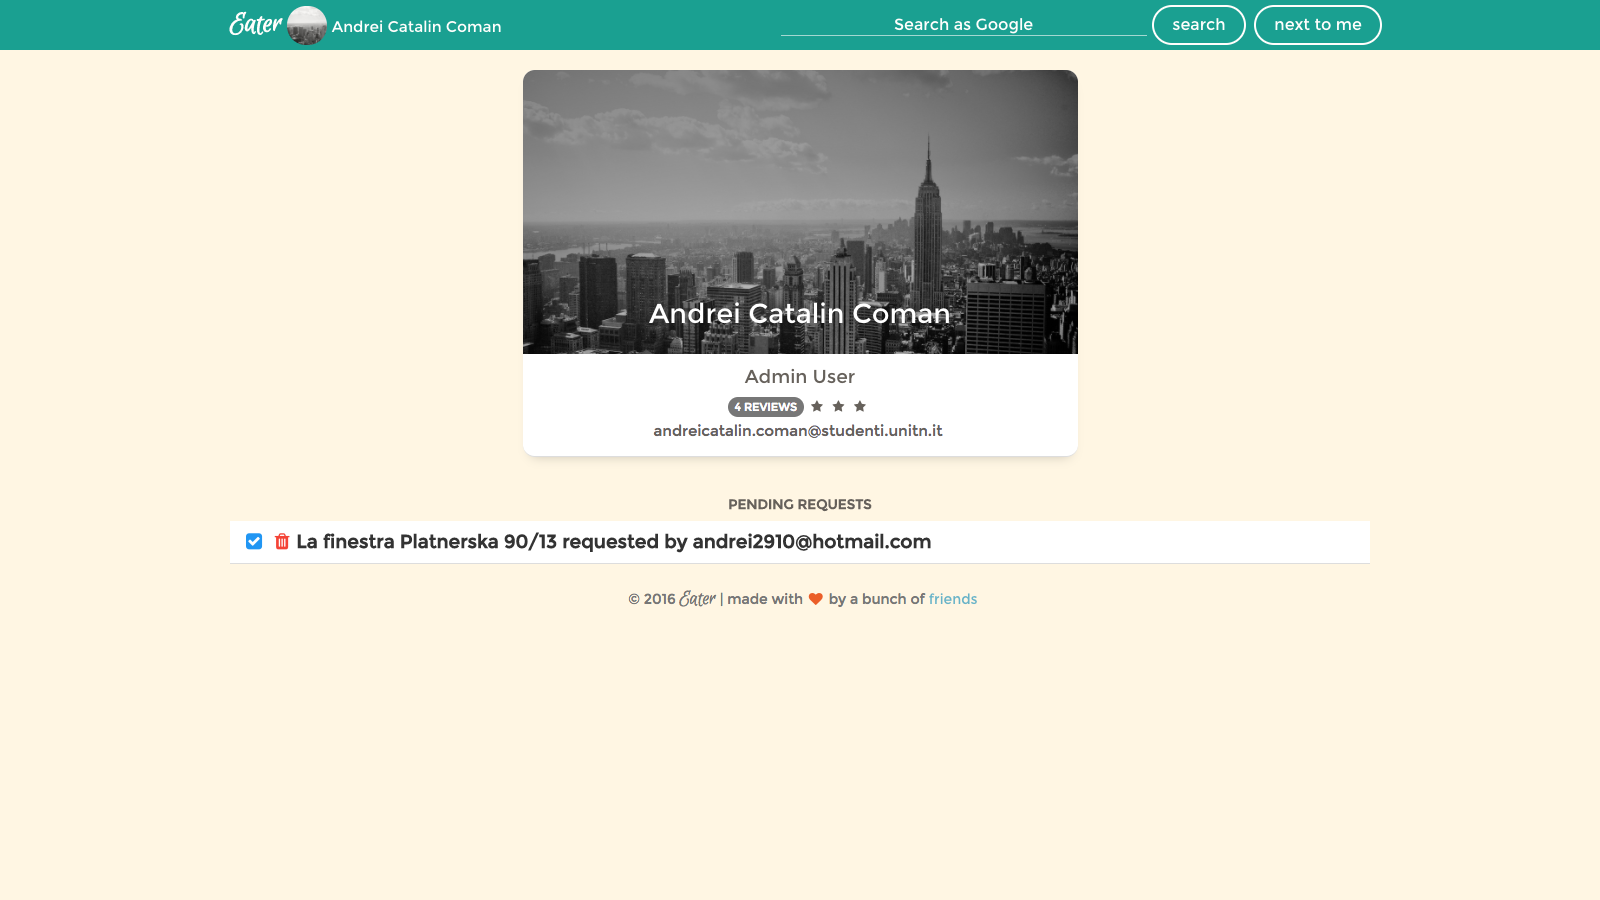 Eater Andrei Catalin Coman Search as Google search next to me
Andrei Catalin Coman
Admin User
4 REVIEWS
andreicatalin.coman@studenti.unitn.it
PENDING REQUESTS
La finestra Platnerska 90/13 requested by andrei2910@hotmail.com
© 2016 Eater | made with by a bunch of friends